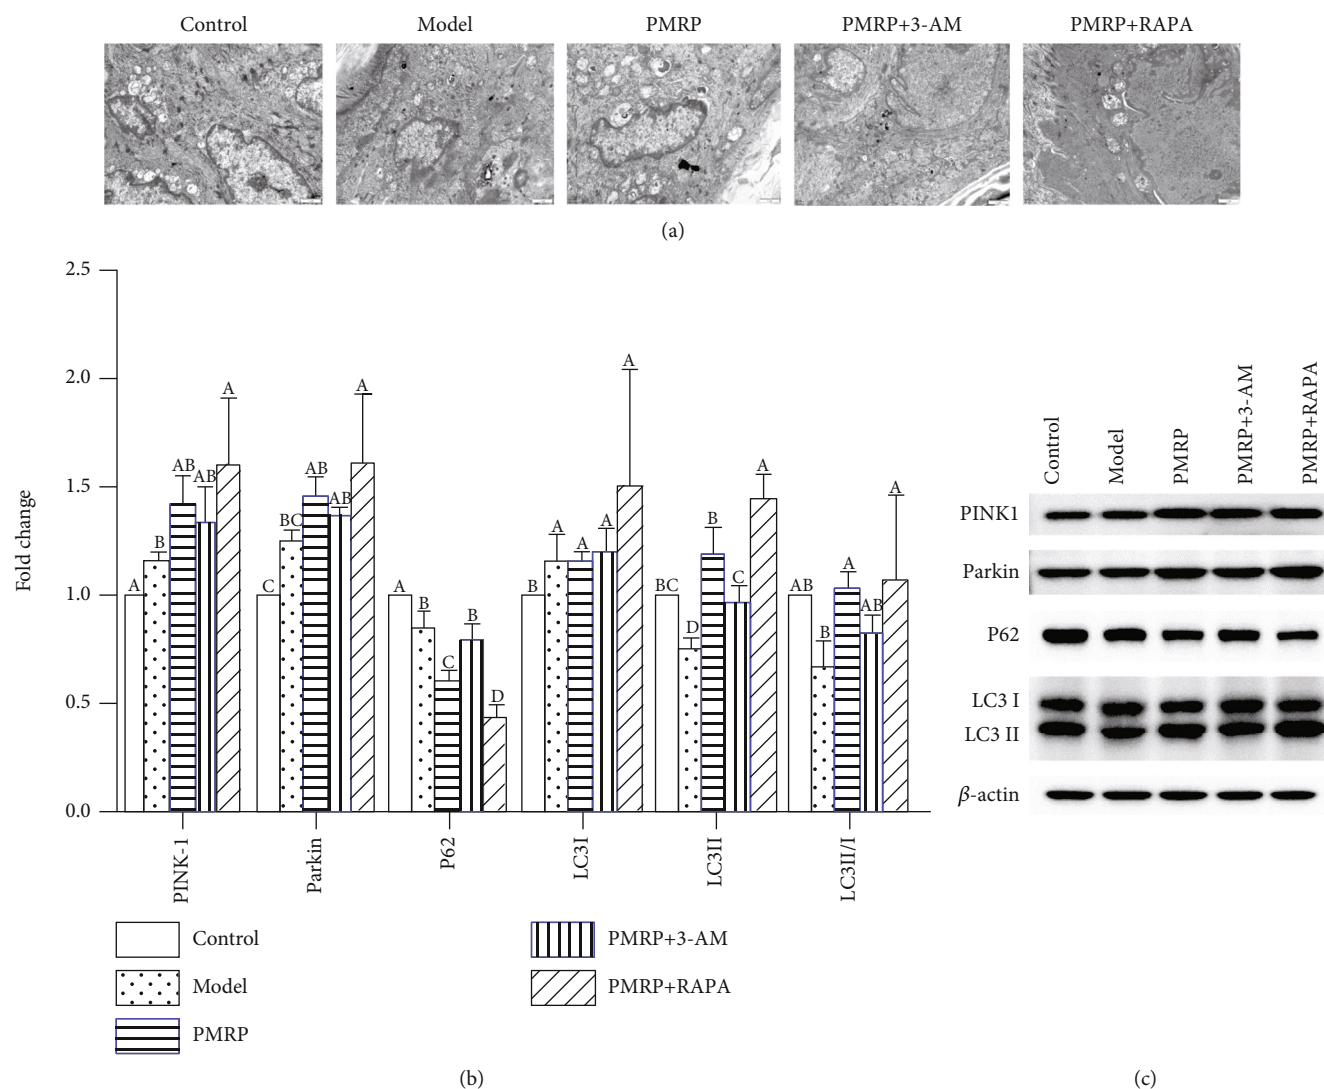 Control Model PMRP PMRP+3-AM PMRP+RAPA
(a)
2.5
2.0
1.5
1.0
0.5
0.0
Fold change
A B AB AB A
C BC AB AB A
A B C B D
B A A A A
BC D B C A
AB B A AB A
PINK-1
Parkin
P62
LC3I
LC3II
LC3II/I
Control
Model
PMRP
PMRP+3-AM
PMRP+RAPA
(b)
Control
Model
PMRP
PMRP+3-AM
PMRP+RAPA
PINK1
Parkin
P62
LC3 I
LC3 II
β-actin
(c)